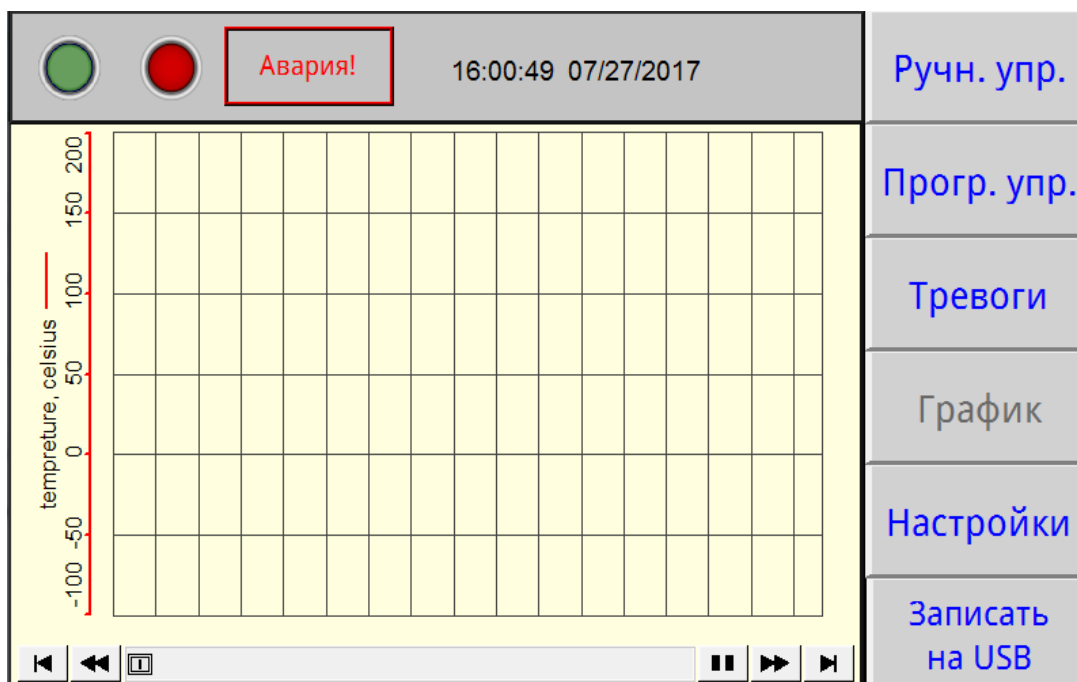 Авария!
16:00:49 07/27/2017
Ручн. упр.
Прогр. упр.
Тревоги
График
Настройки
Записать
на USB
tempreture, celsius
200
150
100
50
0
-50
-100